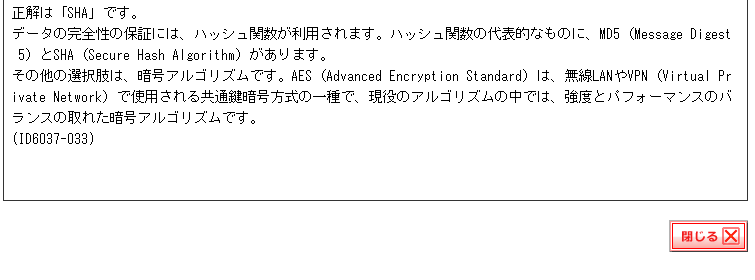 正解は「SHA」です。
データの完全性の保証には、ハッシュ関数が利用されます。ハッシュ関数の代表的なものに、MD5 (Message Digest
5) とSHA (Secure Hash Algorithm) があります。
その他の選択肢は、暗号アルゴリズムです。AES (Advanced Encryption Standard) は、無線LANやVPN (Virtual Pr
ivate Network) で使用される共通鍵暗号方式の一種で、現役のアルゴリズムの中では、強度とパフォーマンスのバ
ランスの取れた暗号アルゴリズムです。
(ID6037-033)
閉じる